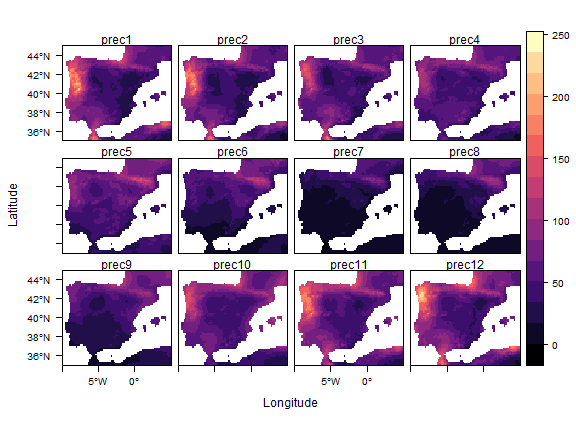 prec1 prec2 prec3 prec4
44°N
42°N
40°N
38°N
36°N
prec5 prec6 prec7 prec8
prec9 prec10 prec11 prec12
44°N
42°N
40°N
38°N
36°N
5°W 0° 5°W 0°
Latitude
Longitude
250
200
150
100
50
0